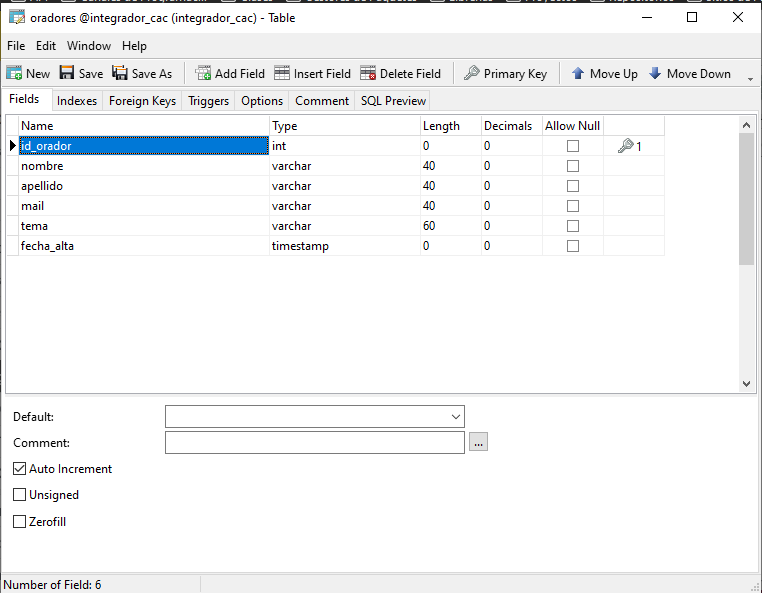 oradores @integrador_cac (integrador_cac) - Table
File Edit Window Help
New Save Save As Add Field Insert Field Delete Field Primary Key Move Up Move Down
Fields Indexes Foreign Keys Triggers Options Comment SQL Preview
Name Type Length Decimals Allow Null
id_orador int 0 0 1
nombre varchar 40 0
apellido varchar 40 0
mail varchar 40 0
tema varchar 60 0
fecha_alta timestamp 0 0
Default:
Comment: ...
Auto Increment
Unsigned
Zerofill
Number of Field: 6